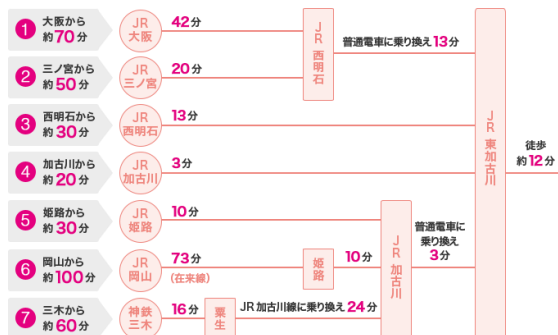 1 大阪から
約70分
JR
大阪
42分
JR西明石
普通電車に乗り換え13分
2 三ノ宮から
約50分
JR
三ノ宮
20分
3 西明石から
約30分
JR
西明石
13分
JR東加古川
徒歩
約12分
4 加古川から
約20分
JR
加古川
3分
5 姫路から
約30分
JR
姫路
10分
JR加古川
普通電車に
乗り換え
3分
6 岡山から
約100分
JR
岡山
73分
(在来線)
姫路
10分
7 三木から
約60分
神鉄
三木
16分
粟生
JR加古川線に乗り換え24分